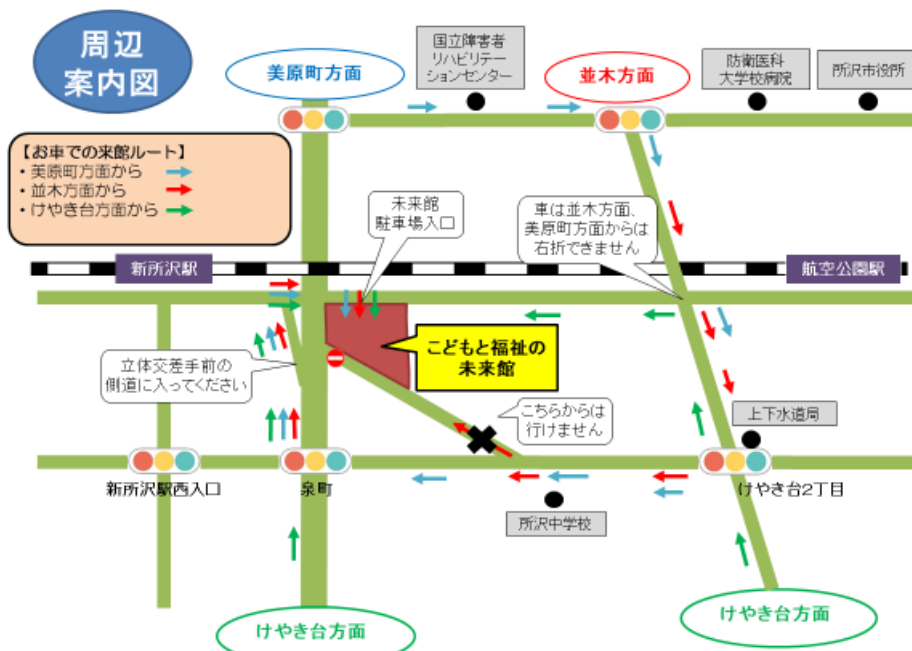 周辺
案内図
美原町方面
国立障害者
リハビリテー
ションセンター
並木方面
防衛医科
大学校病院
所沢市役所
【お車での来館ルート】
・美原町方面から
・並木方面から
・けやき台方面から
未来館
駐車場入口
車は並木方面、
美原町方面からは
右折できません
新所沢駅
航空公園駅
こどもと福祉の
未来館
立体交差手前の
側道に入ってください
こちらからは
行けません
上下水道局
新所沢駅西入口
泉町
けやき台2丁目
所沢中学校
けやき台方面
けやき台方面